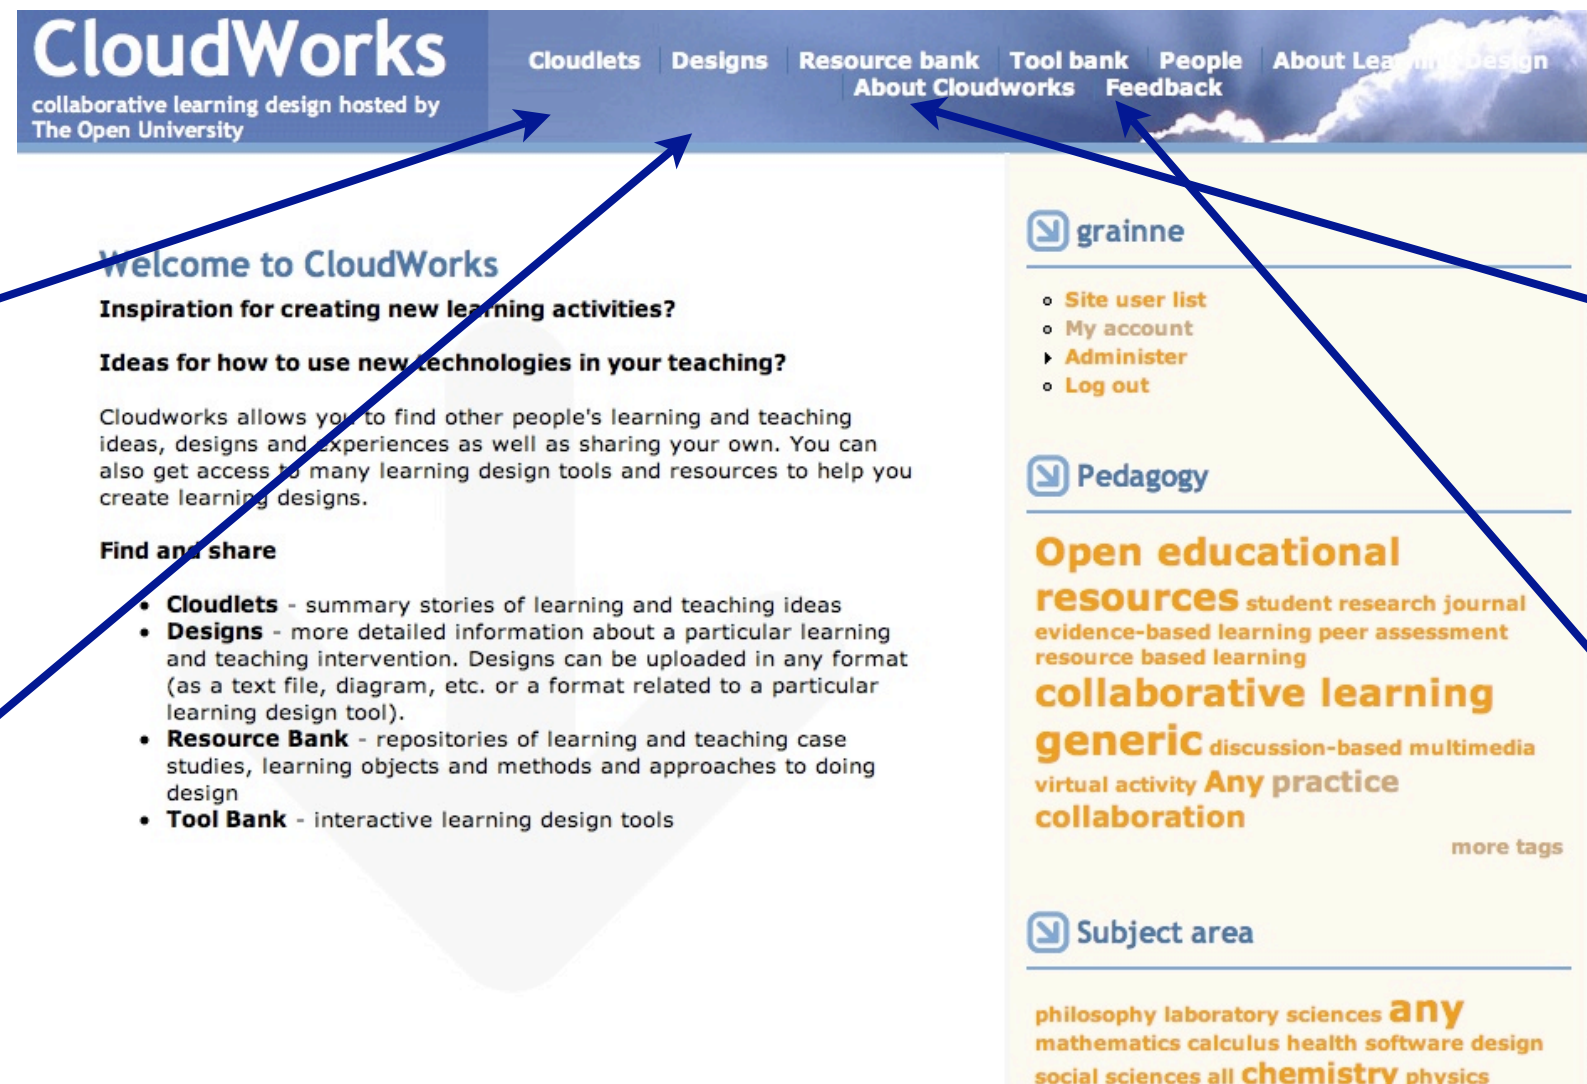 CloudWorks
collaborative learning design hosted by
The Open University
Cloudlets Designs Resource bank Tool bank People About Learning Design
About Cloudworks Feedback
Welcome to CloudWorks
Inspiration for creating new learning activities?
Ideas for how to use new technologies in your teaching?
Cloudworks allows you to find other people's learning and teaching
ideas, designs and experiences as well as sharing your own. You can
also get access to many learning design tools and resources to help you
create learning designs.
Find and share
Cloudlets - summary stories of learning and teaching ideas
Designs - more detailed information about a particular learning
and teaching intervention. Designs can be uploaded in any format
(as a text file, diagram, etc. or a format related to a particular
learning design tool).
Resource Bank - repositories of learning and teaching case
studies, learning objects and methods and approaches to doing
design
Tool Bank - interactive learning design tools
grainne
Site user list
My account
Administer
Log out
Pedagogy
Open educational
resources student research journal
evidence-based learning peer assessment
resource based learning
collaborative learning
generic discussion-based multimedia
virtual activity Any practice
collaboration
more tags
Subject area
philosophy laboratory sciences any
mathematics calculus health software design
social sciences all chemistry physics